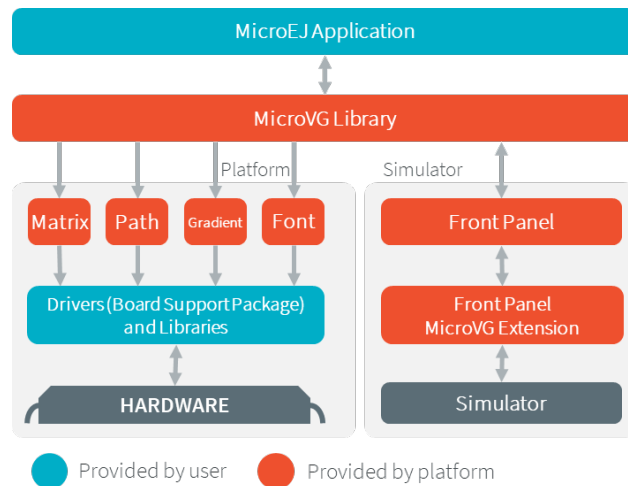 MicroEJ Application
MicroVG Library
Platform
Simulator
Matrix
Path
Gradient
Font
Front Panel
Drivers (Board Support Package)
and Libraries
Front Panel
MicroVG Extension
HARDWARE
Simulator
Provided by user
Provided by platform